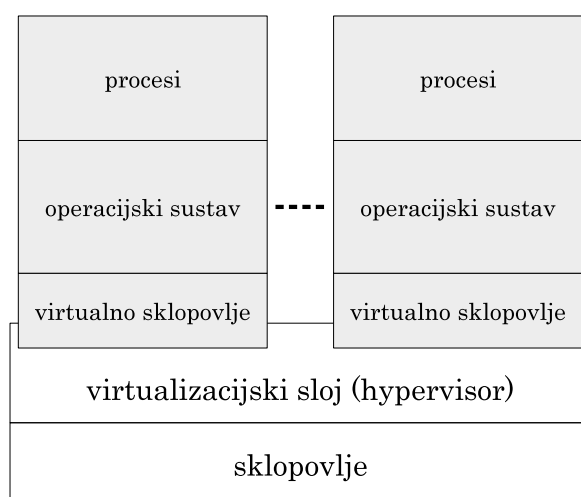 procesi
procesi
operacijski sustav
operacijski sustav
virtualno sklopovlje
virtualno sklopovlje
virtualizacijski sloj (hypervisor)
sklopovlje